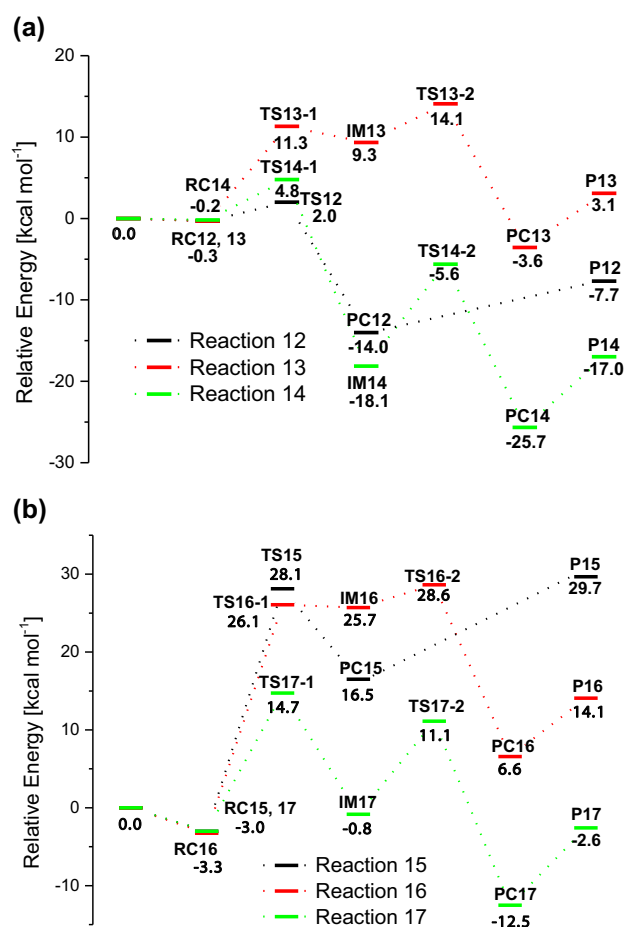 (a)
20
TS13-1
11.3
IM13
9.3
TS13-2
14.1
10
RC14
-0.2
TS14-1
4.8
TS12
2.0
P13
3.1
0
0.0
RC12, 13
-0.3
TS14-2
-5.6
PC13
-3.6
P12
-7.7
-10
PC12
-14.0
IM14
-18.1
P14
-17.0
-20
PC14
-25.7
-30
Reaction 12
Reaction 13
Reaction 14
Relative Energy [kcal mol⁻¹]
(b)
TS15
28.1
30
TS16-1
26.1
IM16
25.7
TS16-2
28.6
P15
29.7
20
PC15
16.5
TS17-1
14.7
TS17-2
11.1
P16
14.1
10
PC16
6.6
0
0.0
RC15, 17
-3.0
RC16
-3.3
IM17
-0.8
P17
-2.6
-10
PC17
-12.5
Reaction 15
Reaction 16
Reaction 17
Relative Energy [kcal mol⁻¹]